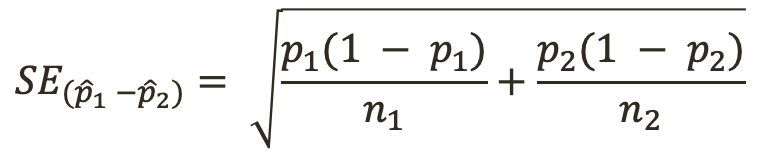 SE_{(p̂₁ − p̂₂)} = √(p₁(1 − p₁)/n₁ + p₂(1 − p₂)/n₂)